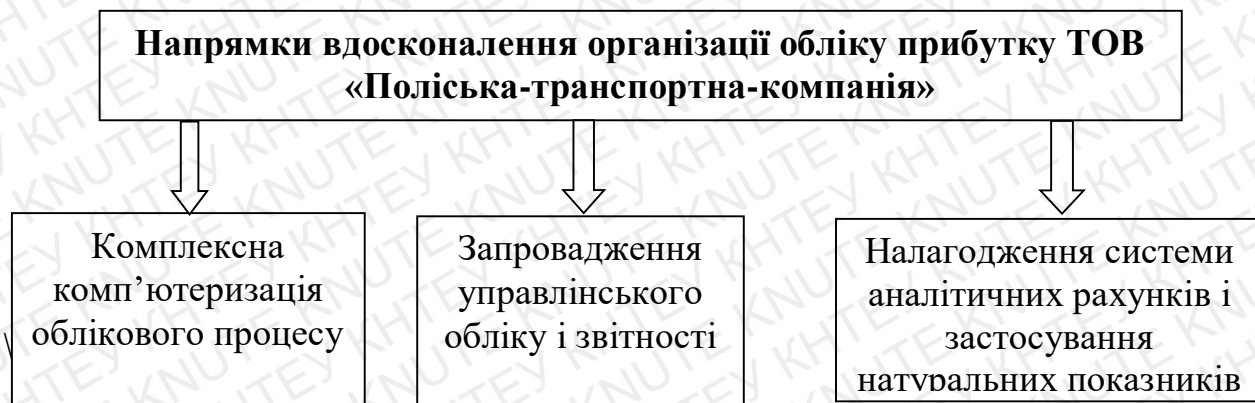 Напрямки вдосконалення організації обліку прибутку ТОВ
«Поліська-транспортна-компанія»
Комплексна
комп’ютеризація
облікового процесу
Запровадження
управлінського
обліку і звітності
Налагодження системи
аналітичних рахунків і
застосування
натуральних показників
\